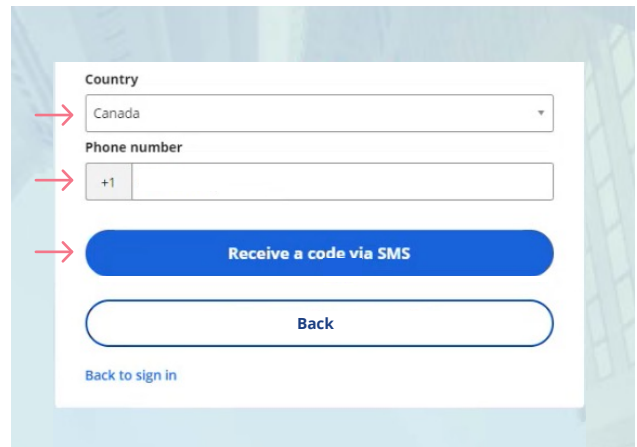 Country
Canada
Phone number
+1
Receive a code via SMS
Back
Back to sign in